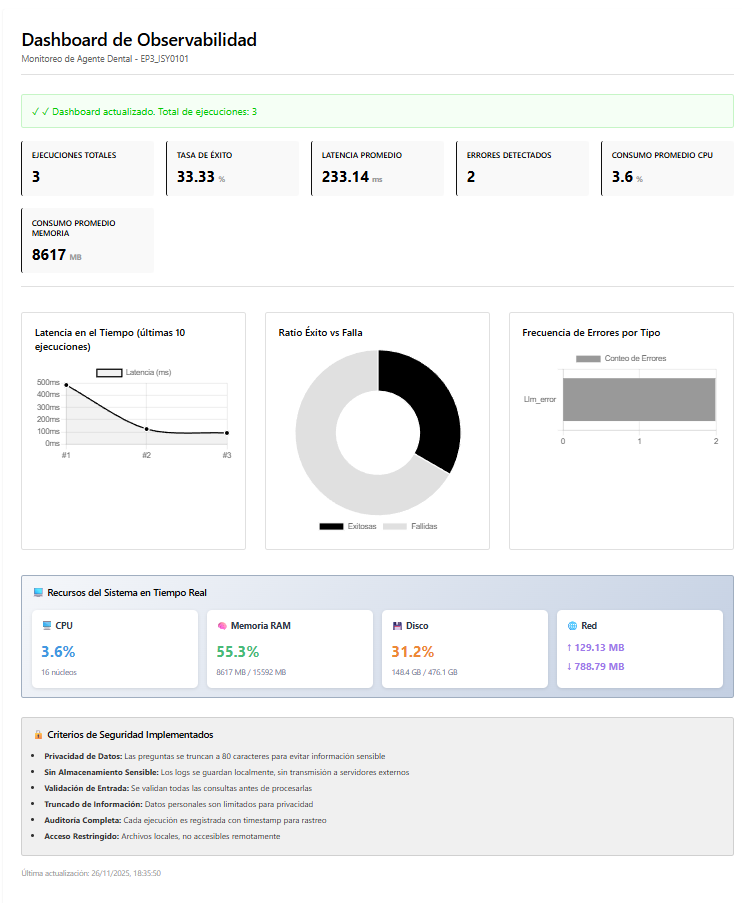 Dashboard de Observabilidad
Monitoreo de Agente Dental - EP3_ISY0101
✓ ✓ Dashboard actualizado. Total de ejecuciones: 3
EJECUCIONES TOTALES
3
TASA DE ÉXITO
33.33 %
LATENCIA PROMEDIO
233.14 ms
ERRORES DETECTADOS
2
CONSUMO PROMEDIO CPU
3.6 %
CONSUMO PROMEDIO
MEMORIA
8617 MB
Latencia en el Tiempo (últimas 10
ejecuciones)
Latencia (ms)
500ms
400ms
300ms
200ms
100ms
0ms
#1 #2 #3
Ratio Éxito vs Falla
Exitosas Fallidas
Frecuencia de Errores por Tipo
Conteo de Errores
Llm_error
0 1 2
Recursos del Sistema en Tiempo Real
CPU
3.6%
16 núcleos
Memoria RAM
55.3%
8617 MB / 15592 MB
Disco
31.2%
148.4 GB / 476.1 GB
Red
↑ 129.13 MB
↓ 788.79 MB
Criterios de Seguridad Implementados
• Privacidad de Datos: Las preguntas se truncan a 80 caracteres para evitar información sensible
• Sin Almacenamiento Sensible: Los logs se guardan localmente, sin transmisión a servidores externos
• Validación de Entrada: Se validan todas las consultas antes de procesarlas
• Truncado de Información: Datos personales son limitados para privacidad
• Auditoría Completa: Cada ejecución es registrada con timestamp para rastreo
• Acceso Restringido: Archivos locales, no accesibles remotamente
Última actualización: 26/11/2025, 18:35:50